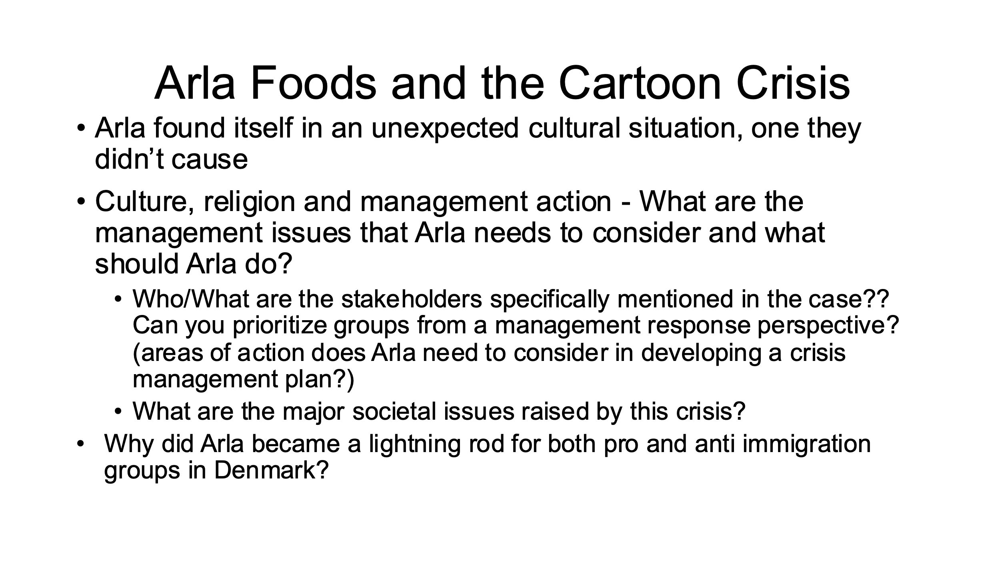 Arla Foods and the Cartoon Crisis
• Arla found itself in an unexpected cultural situation, one they
didn’t cause
• Culture, religion and management action - What are the
management issues that Arla needs to consider and what
should Arla do?
• Who/What are the stakeholders specifically mentioned in the case??
Can you prioritize groups from a management response perspective?
(areas of action does Arla need to consider in developing a crisis
management plan?)
• What are the major societal issues raised by this crisis?
• Why did Arla became a lightning rod for both pro and anti immigration
groups in Denmark?